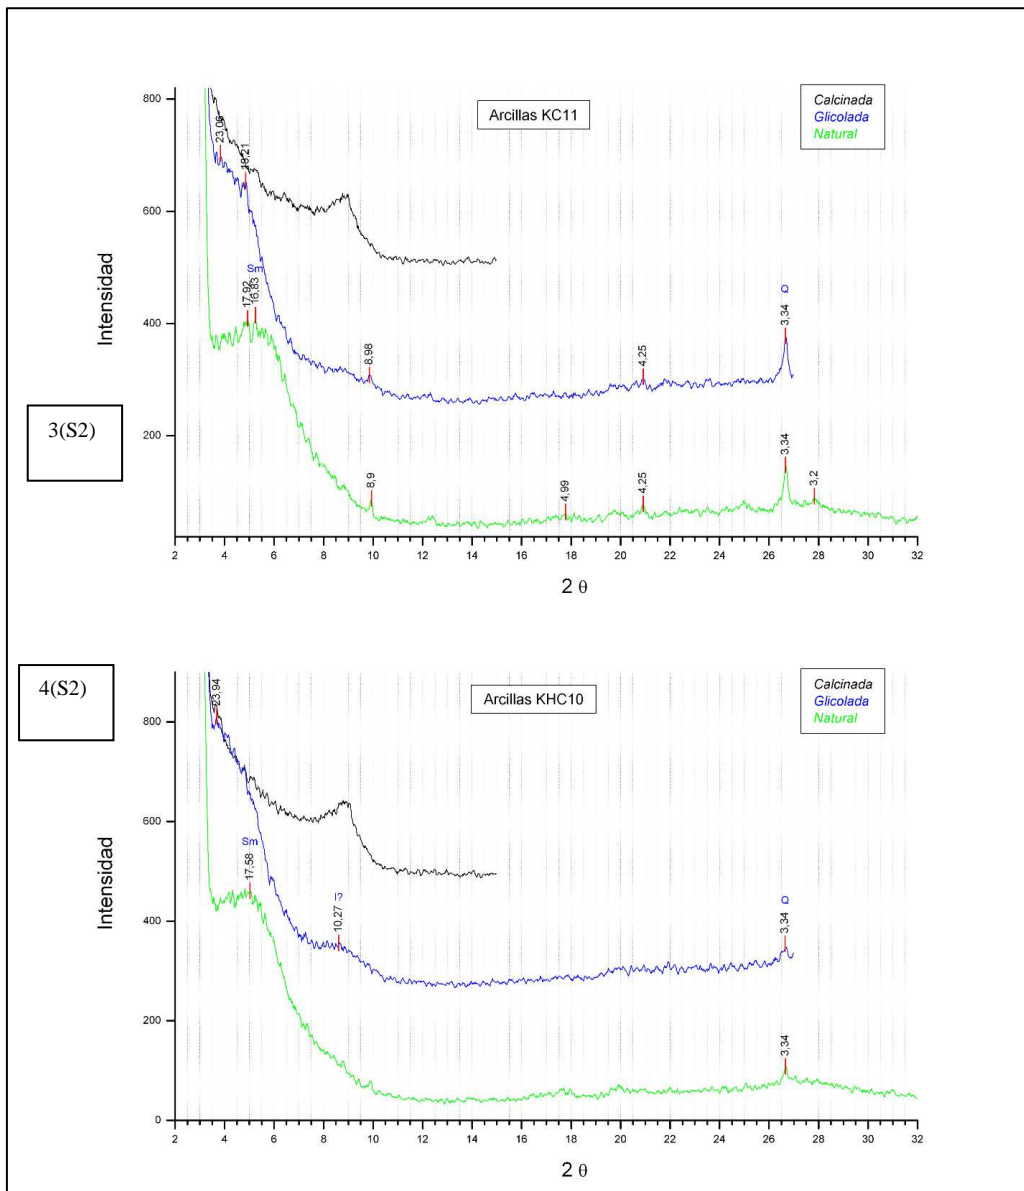 Arcillas KC11
Calcinada
Glicolada
Natural
800
600
400
200
Intensidad
23,06
18,21
Sm
17,92
16,83
8,98
4,25
Q
3,34
8,9
4,99
4,25
3,34
3,2
3(S2)
2 4 6 8 10 12 14 16 18 20 22 24 26 28 30 32
2 θ
4(S2)
Arcillas KHC10
Calcinada
Glicolada
Natural
800
600
400
200
0
Intensidad
23,94
Sm
17,58
10,27
Q
3,34
3,34
2 4 6 8 10 12 14 16 18 20 22 24 26 28 30 32
2 θ